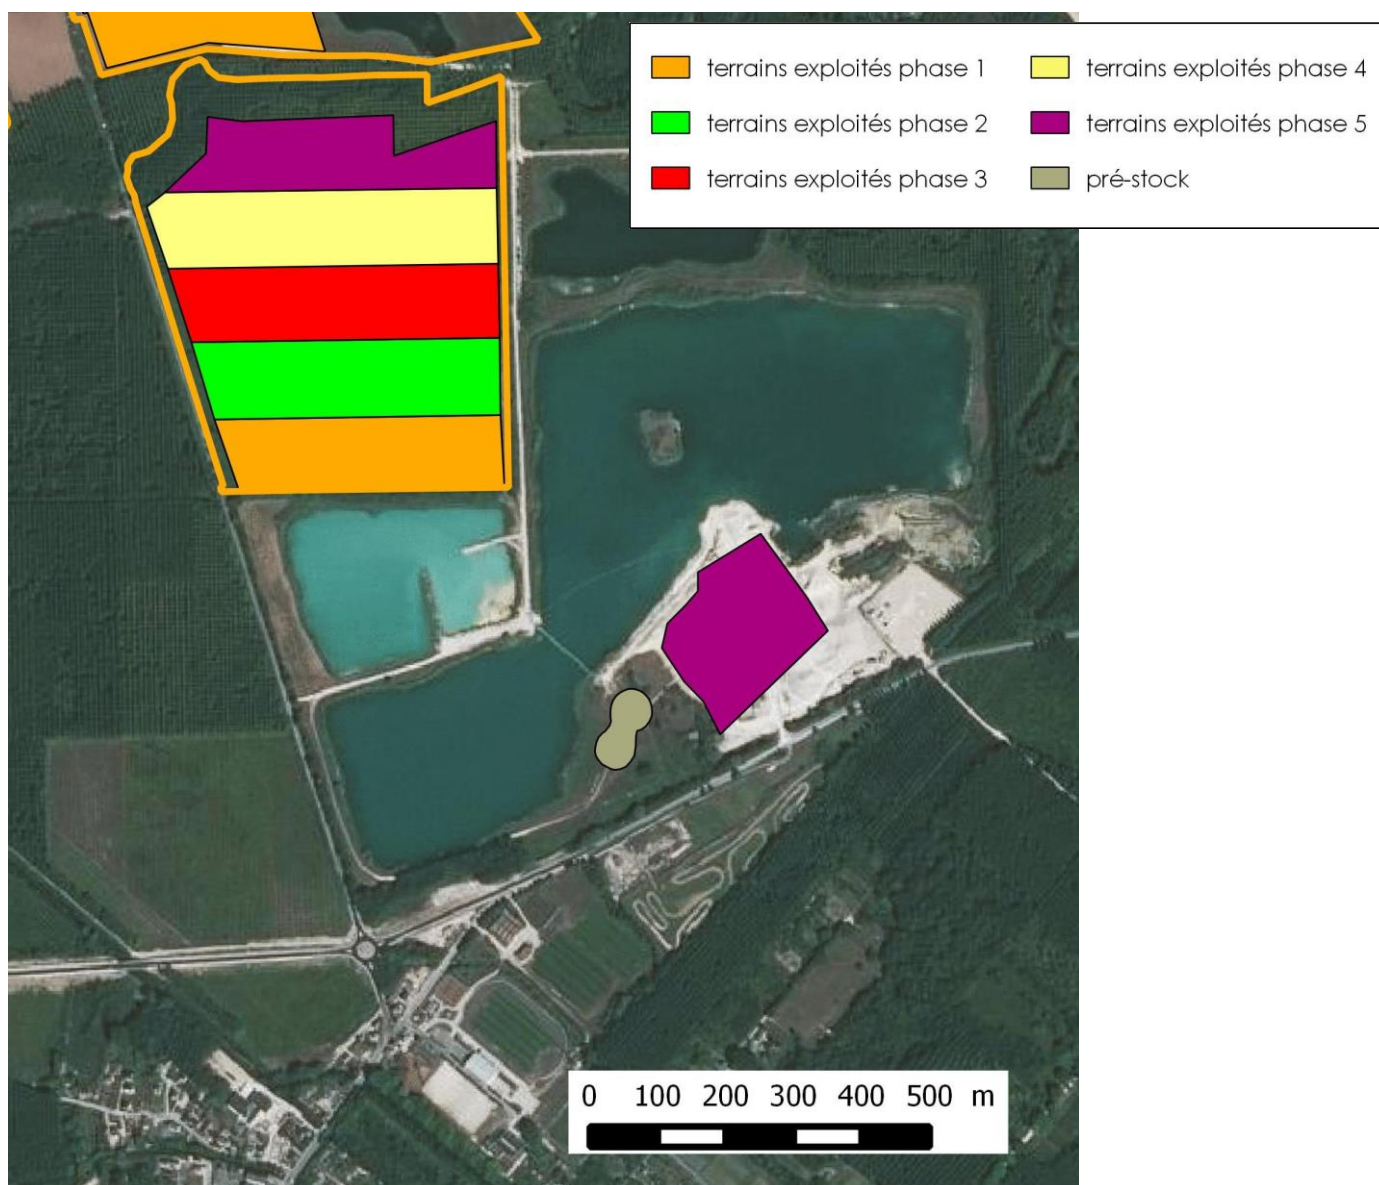 terrains exploités phase 1
terrains exploités phase 2
terrains exploités phase 3
terrains exploités phase 4
terrains exploités phase 5
pré-stock
0 100 200 300 400 500 m